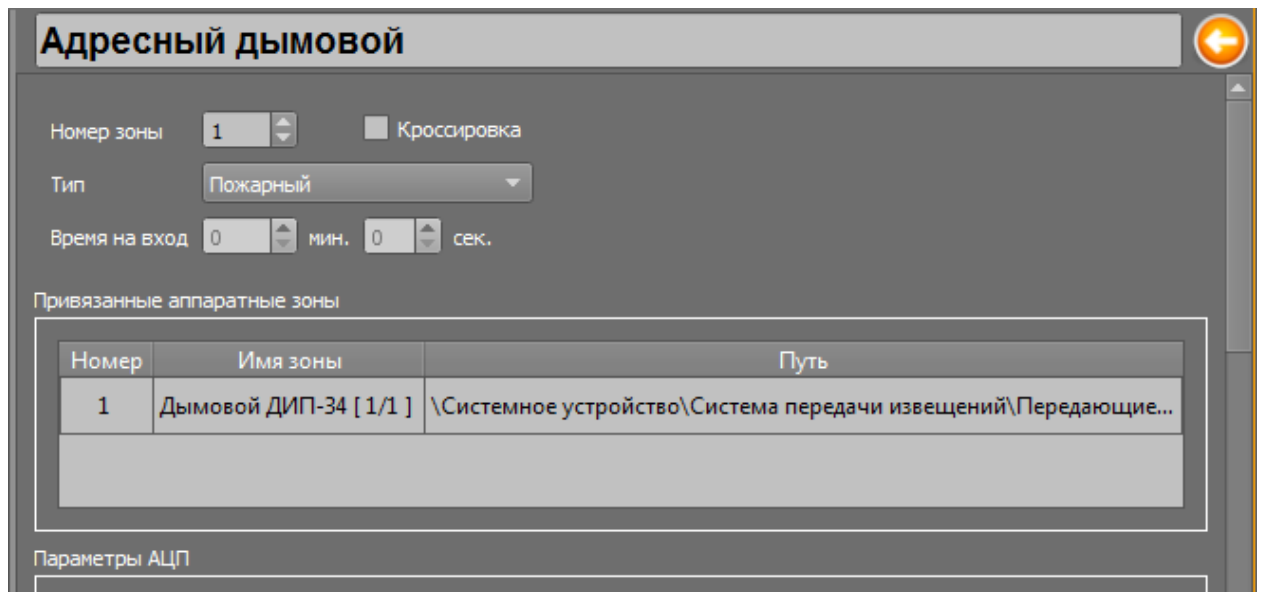 Адресный дымовой
Номер зоны 1 Кроссировка
Тип Пожарный
Время на вход 0 мин. 0 сек.
Привязанные аппаратные зоны
Номер Имя зоны Путь
1 Дымовой ДИП-34 [ 1/1 ] \Системное устройство\Система передачи извещений\Передающие...
Параметры АЦП